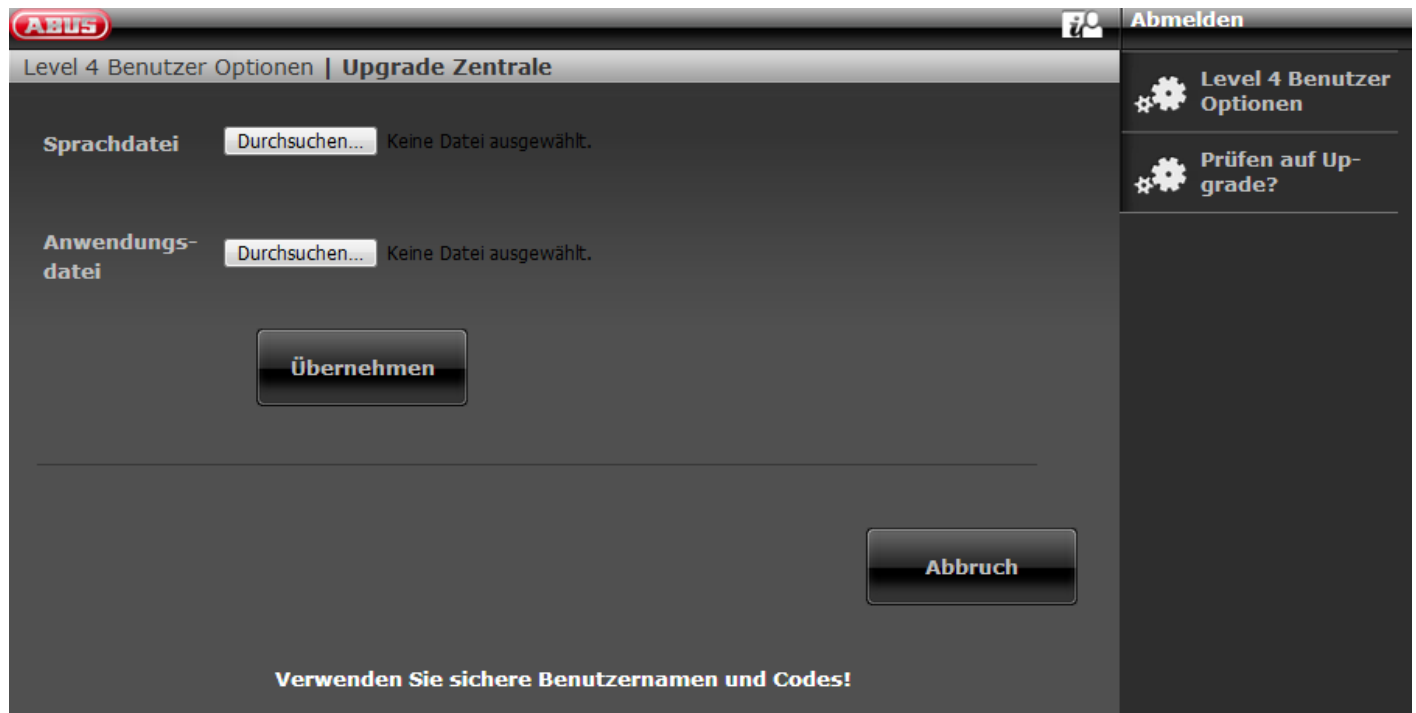 ABUS
Abmelden
Level 4 Benutzer Optionen | Upgrade Zentrale
Level 4 Benutzer
Optionen
Prüfen auf Up-
grade?
Sprachdatei
Durchsuchen... Keine Datei ausgewählt.
Anwendungs-
datei
Durchsuchen... Keine Datei ausgewählt.
Übernehmen
Abbruch
Verwenden Sie sichere Benutzernamen und Codes!